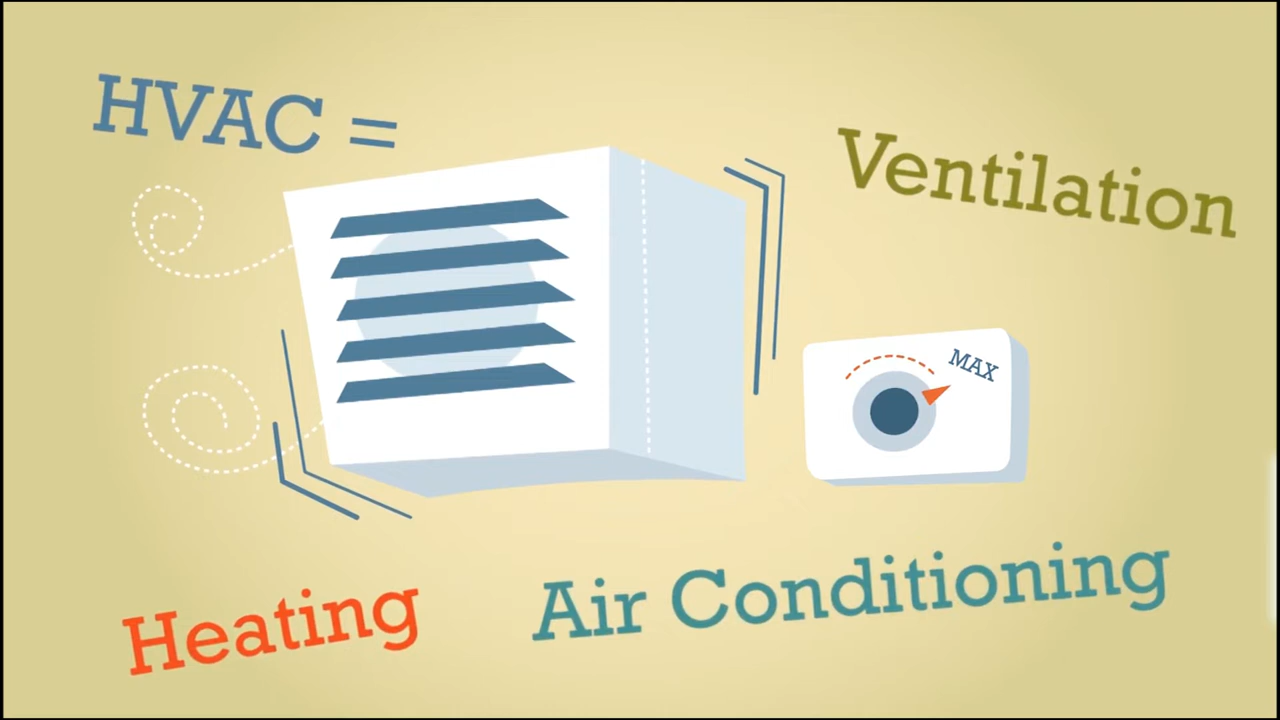 HVAC =
Ventilation
MAX
Heating
Air Conditioning